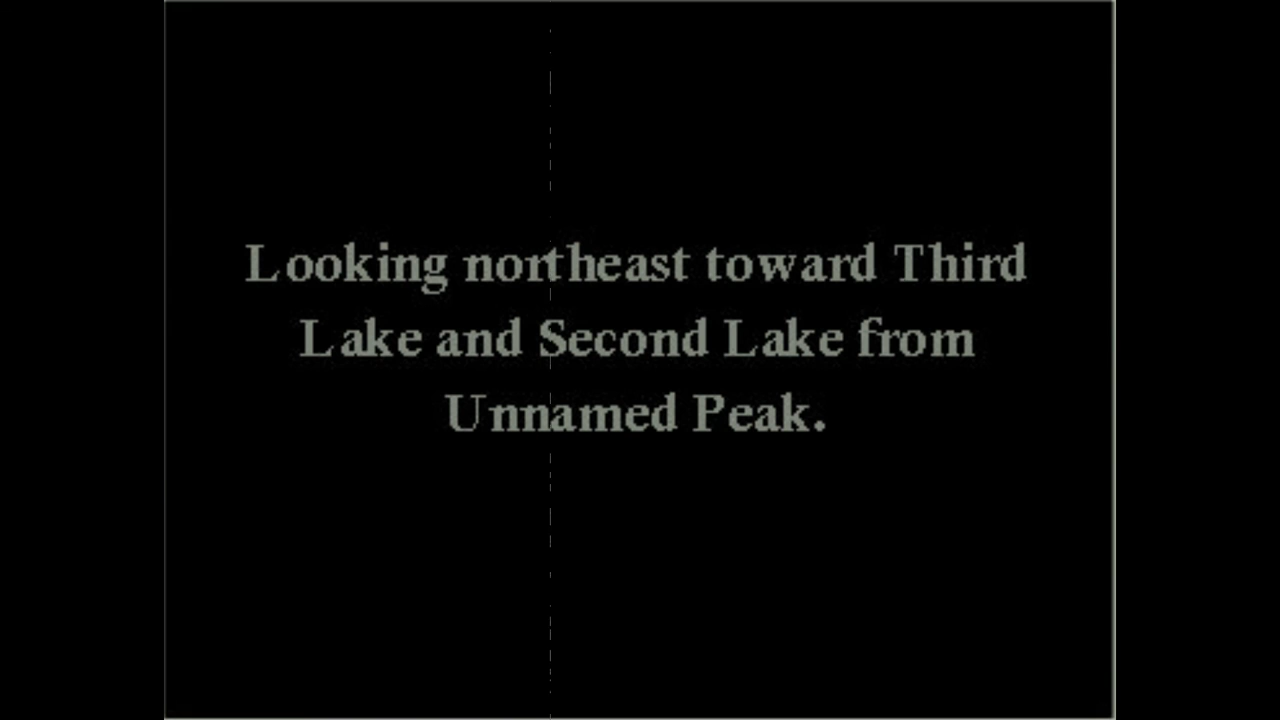 Looking northeast toward Third
Lake and Second Lake from
Unnamed Peak.